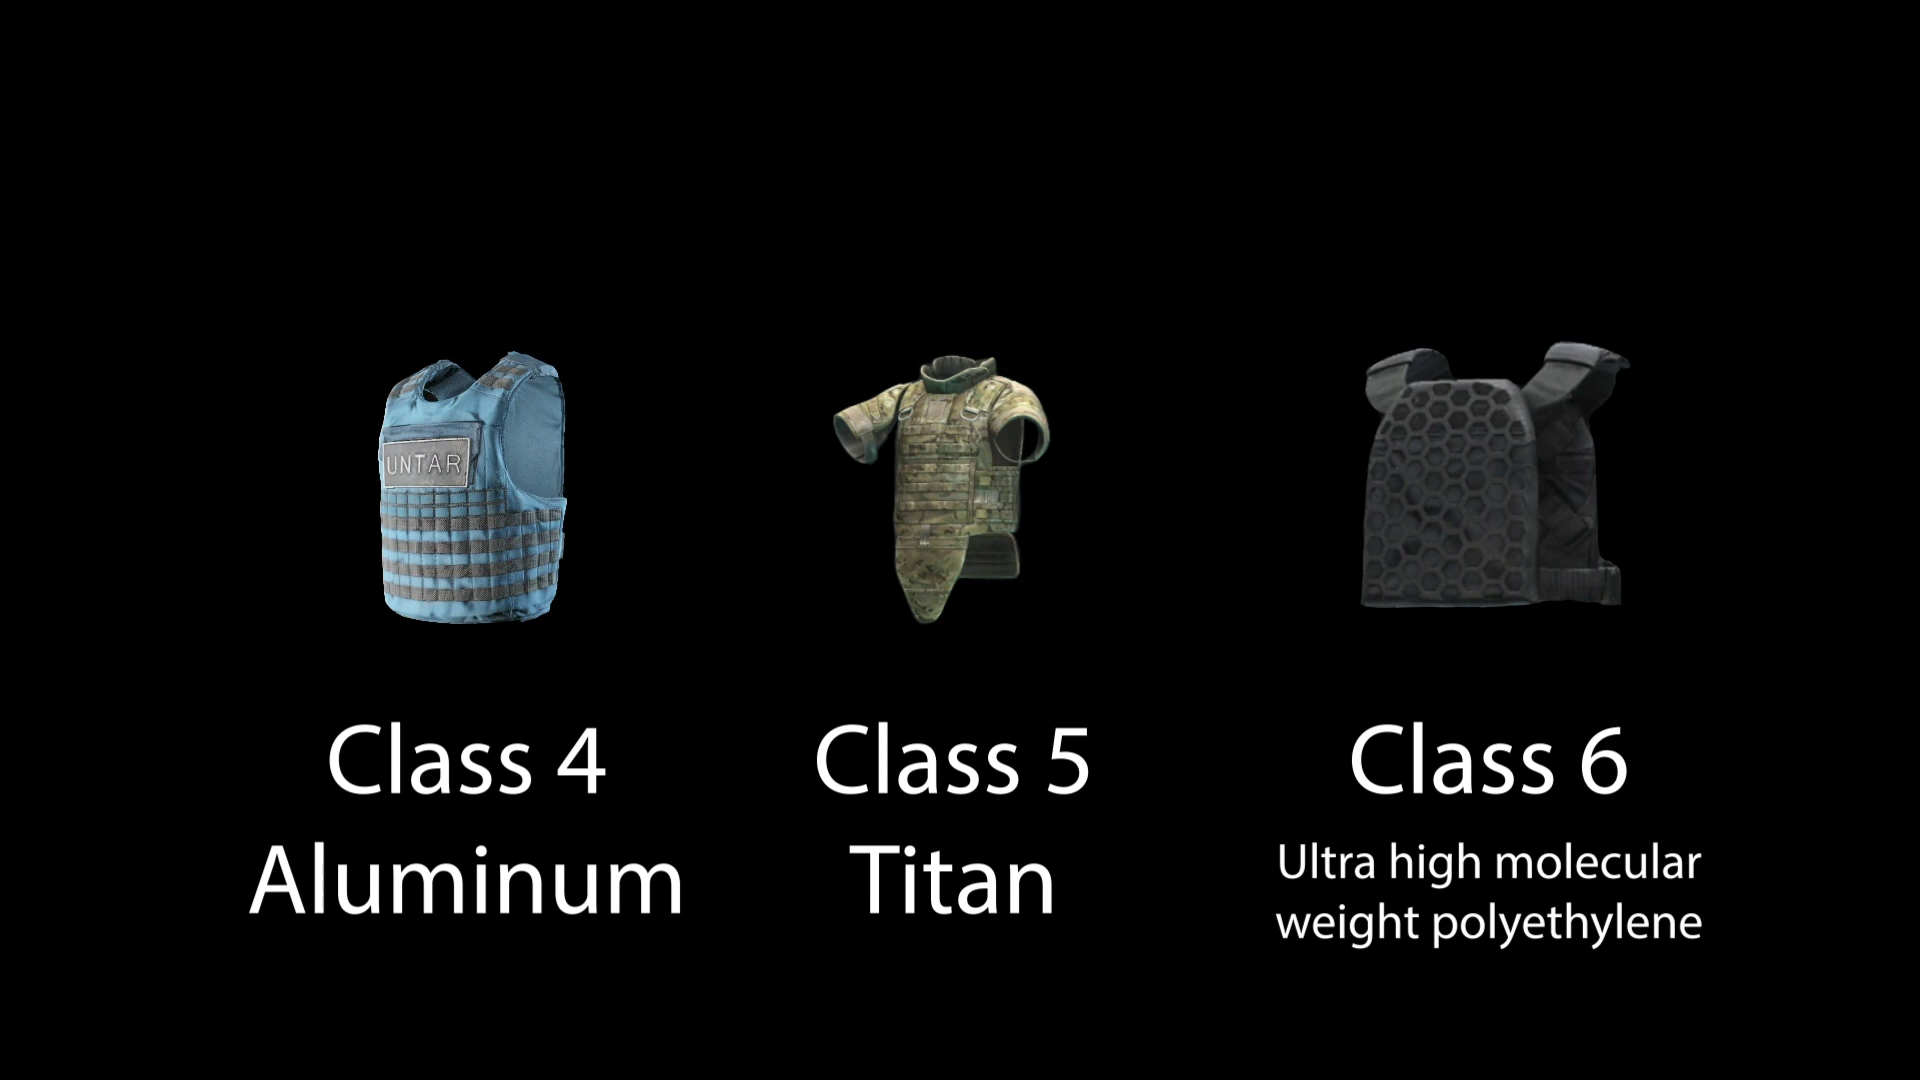 UNTAR
Class 4
Aluminum
Class 5
Titan
Class 6
Ultra high molecular
weight polyethylene